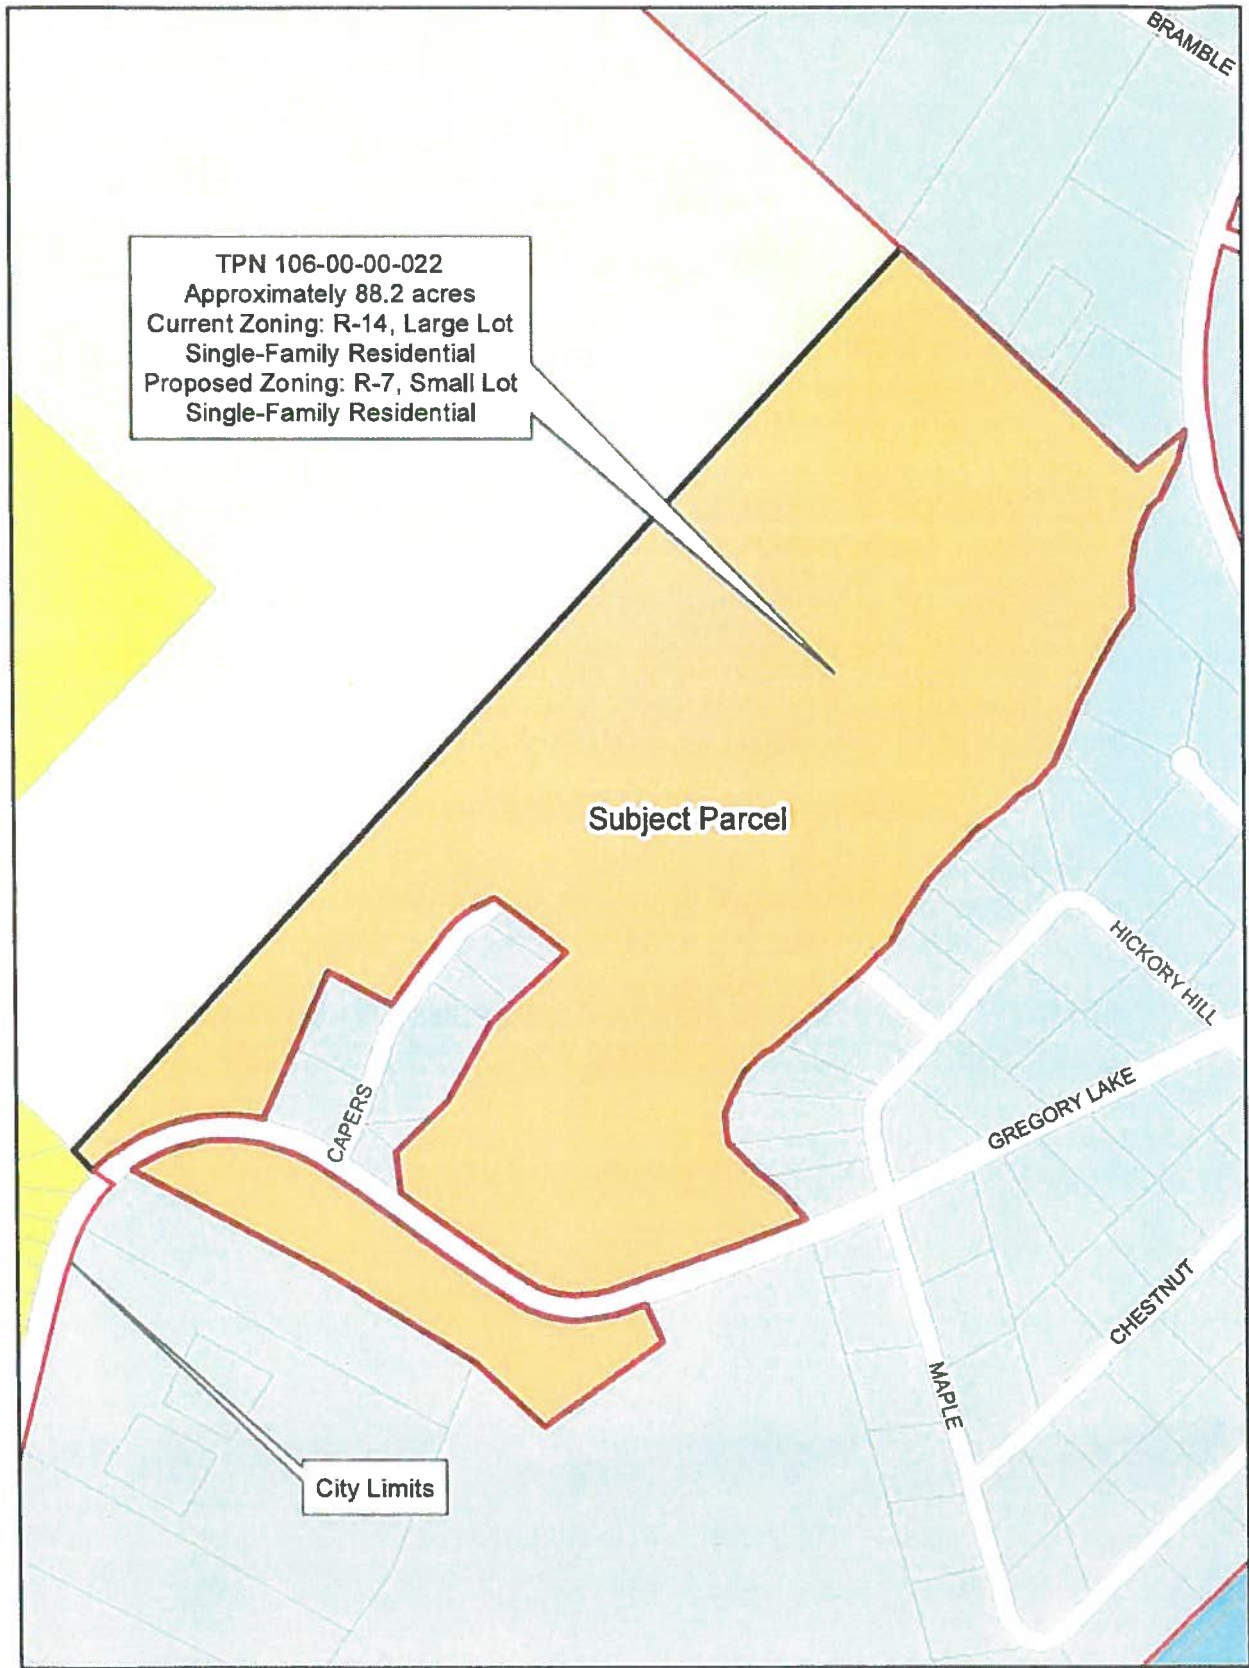 BRAMBLE
TPN 106-00-00-022
Approximately 88.2 acres
Current Zoning: R-14, Large Lot
Single-Family Residential
Proposed Zoning: R-7, Small Lot
Single-Family Residential
Subject Parcel
HICKORY HILL
CAPERS
GREGORY LAKE
CHESTNUT
MAPLE
City Limits